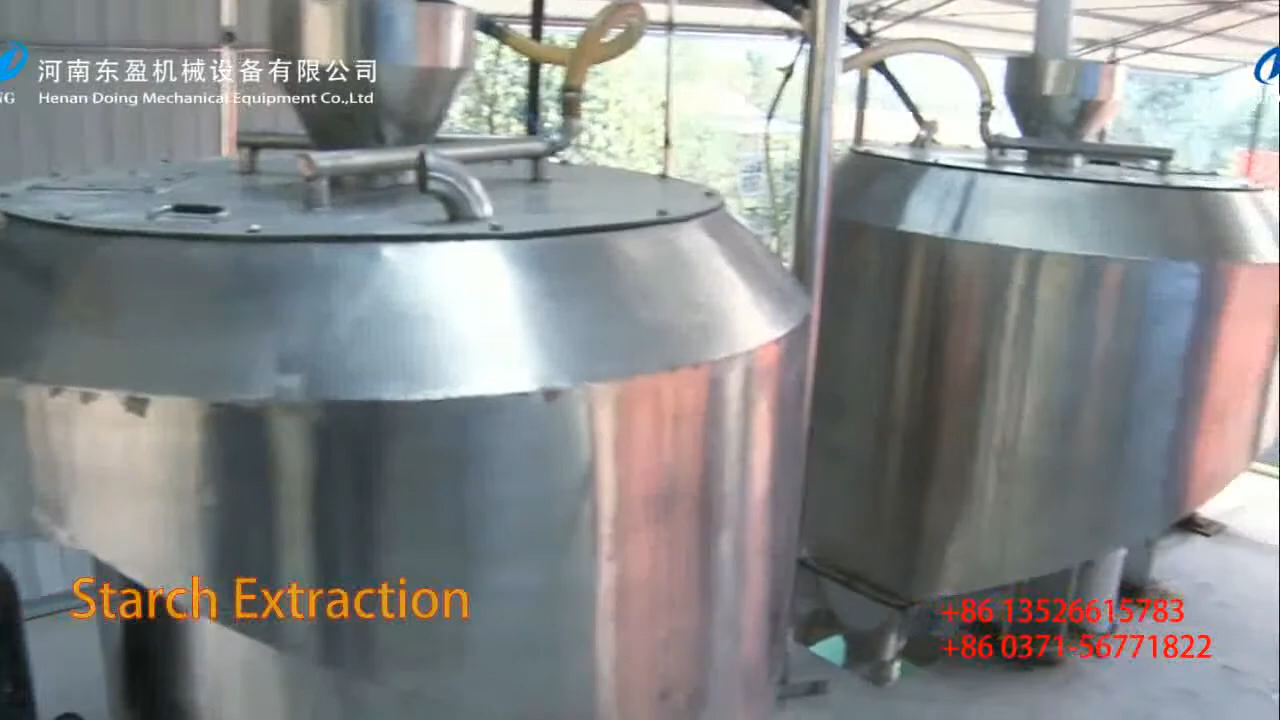 河南东盈机械设备有限公司
Henan Doing Mechanical Equipment Co.,Ltd
Starch Extraction
+86 13526615783
+86 0371-56771822